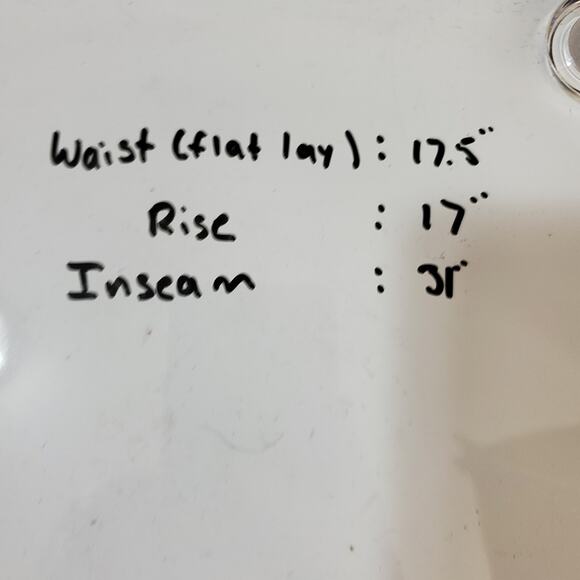 Waist (flat lay) : 17.5"
Rise : 17"
Inseam : 31"